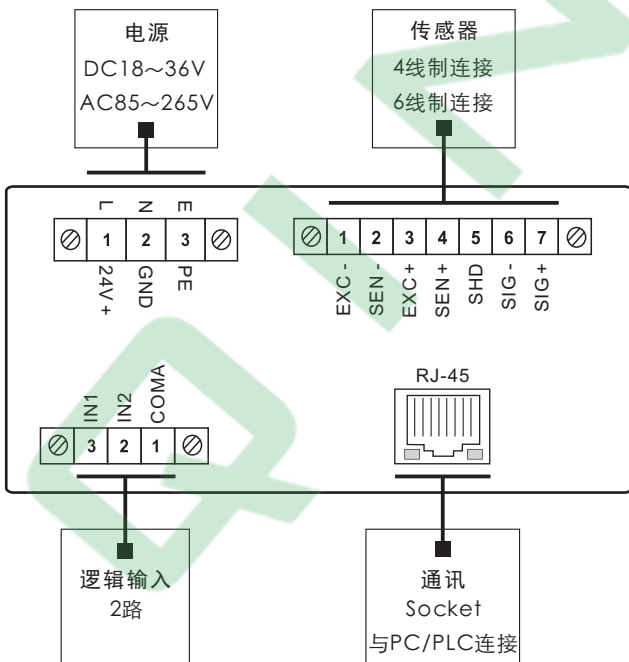 电源
DC18～36V
AC85～265V
传感器
4线制连接
6线制连接
L N E
1 2 3
24V+ GND PE
1 2 3 4 5 6 7
EXC- SEN- EXC+ SEN+ SHD SIG- SIG+
IN1 IN2 COMA
3 2 1
RJ-45
逻辑输入
2路
通讯
Socket
与PC/PLC连接